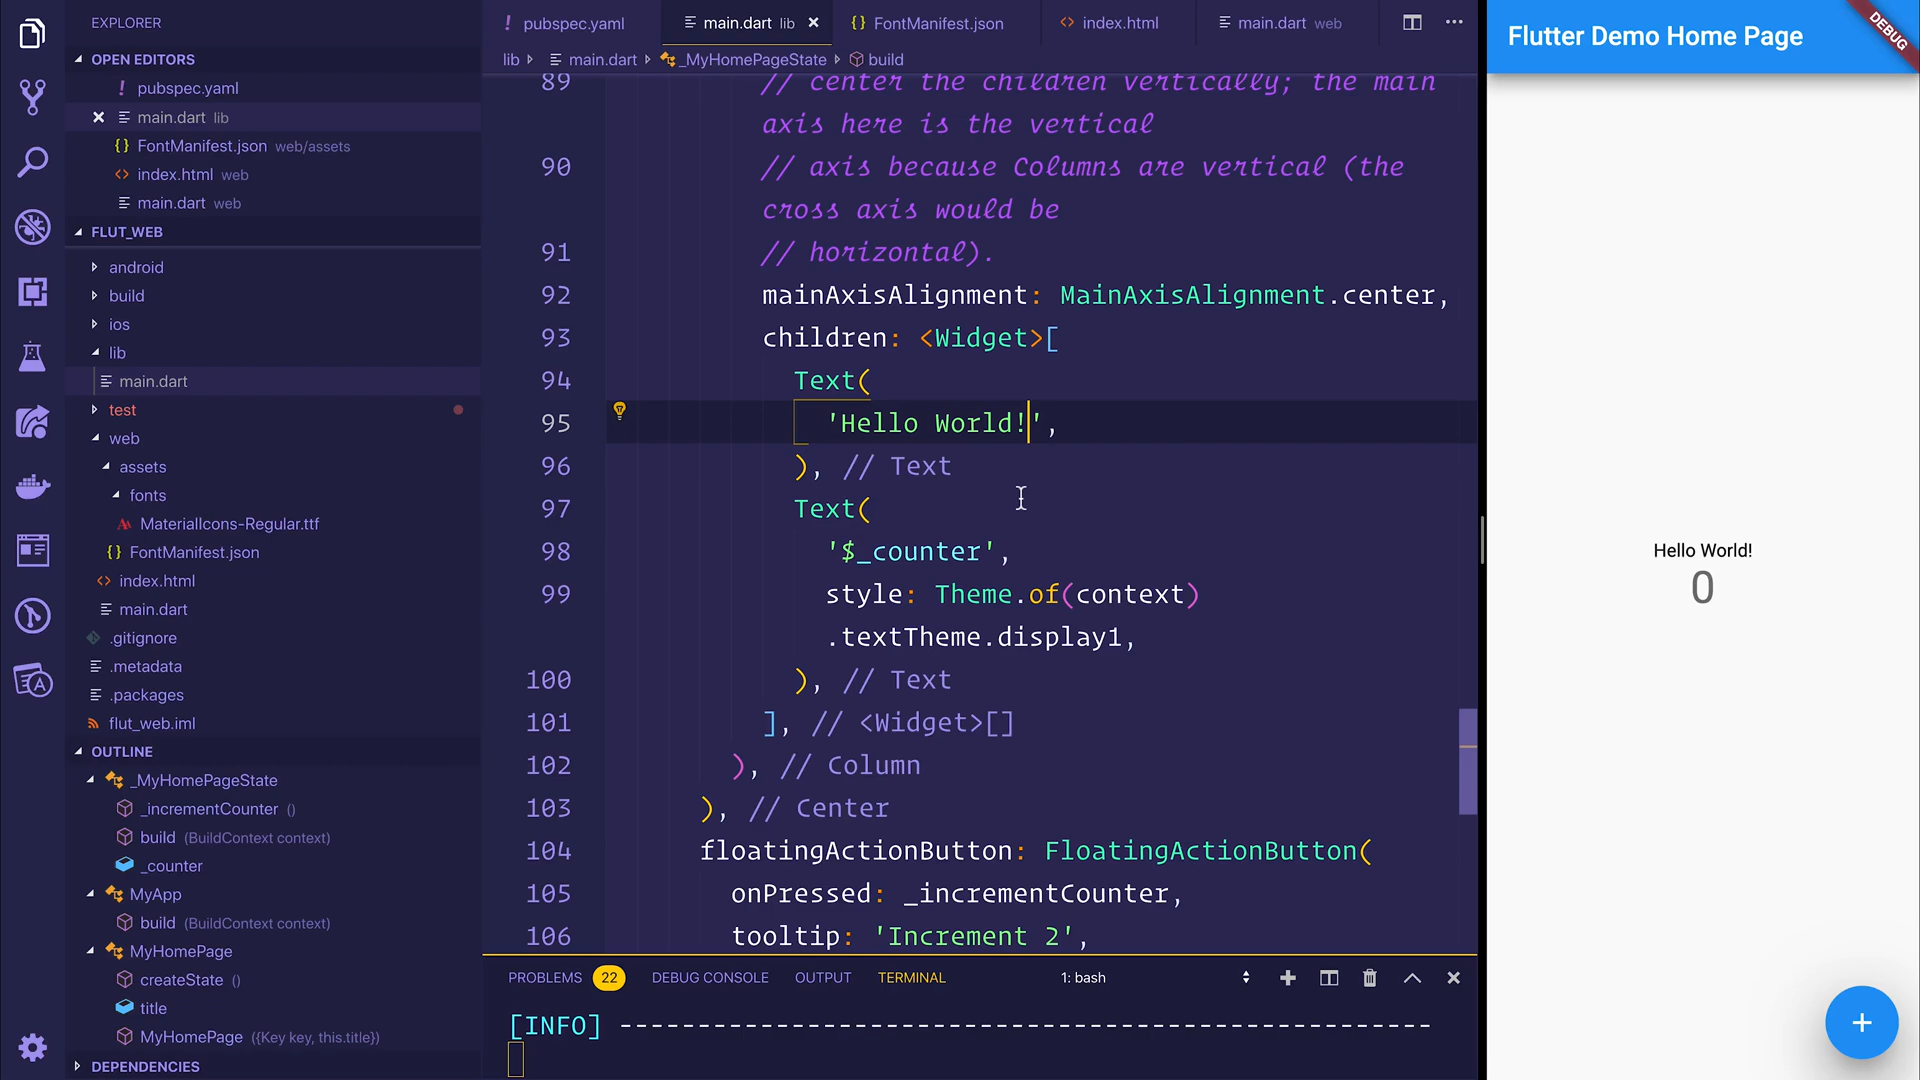 EXPLORER
OPEN EDITORS
! pubspec.yaml
main.dart lib
{} FontManifest.json web/assets
<> index.html web
main.dart web
FLUT_WEB
android
build
ios
lib
main.dart
test
web
assets
fonts
MaterialIcons-Regular.ttf
{} FontManifest.json
<> index.html
main.dart
.gitignore
.metadata
.packages
flut_web.iml
OUTLINE
_MyHomePageState
_incrementCounter ()
build (BuildContext context)
_counter
MyApp
build (BuildContext context)
MyHomePage
createState ()
title
MyHomePage ({Key key, this.title})
DEPENDENCIES
! pubspec.yaml
main.dart lib
{} FontManifest.json
<> index.html
main.dart web
lib main.dart _MyHomePageState build
89 // center the children vertically; the main
axis here is the vertical
90 // axis because Columns are vertical (the
cross axis would be
91 // horizontal).
92 mainAxisAlignment: MainAxisAlignment.center,
93 children: <Widget>[
94 Text(
95 'Hello World!',
96 ), // Text
97 Text(
98 '$_counter',
99 style: Theme.of(context)
.textTheme.display1,
100 ), // Text
101 ], // <Widget>[]
102 ), // Column
103 ), // Center
104 floatingActionButton: FloatingActionButton(
105 onPressed: _incrementCounter,
106 tooltip: 'Increment 2',
PROBLEMS 22 DEBUG CONSOLE OUTPUT TERMINAL 1: bash
[INFO] ----------------------------------------------------
Flutter Demo Home Page
DEBUG
Hello World!
0
+